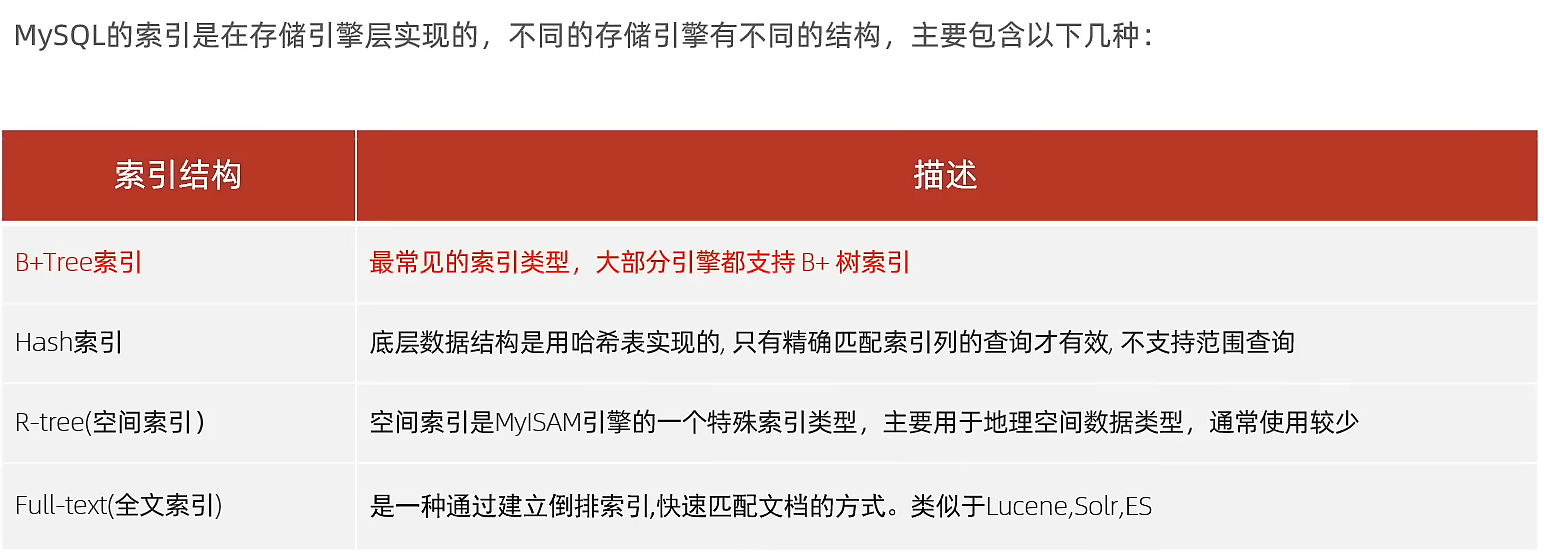 MySQL的索引是在存储引擎层实现的，不同的存储引擎有不同的结构，主要包含以下几种：
索引结构 描述
B+Tree索引 最常见的索引类型，大部分引擎都支持 B+ 树索引
Hash索引 底层数据结构是用哈希表实现的, 只有精确匹配索引列的查询才有效, 不支持范围查询
R-tree(空间索引） 空间索引是MyISAM引擎的一个特殊索引类型，主要用于地理空间数据类型，通常使用较少
Full-text(全文索引) 是一种通过建立倒排索引,快速匹配文档的方式。类似于Lucene,Solr,ES